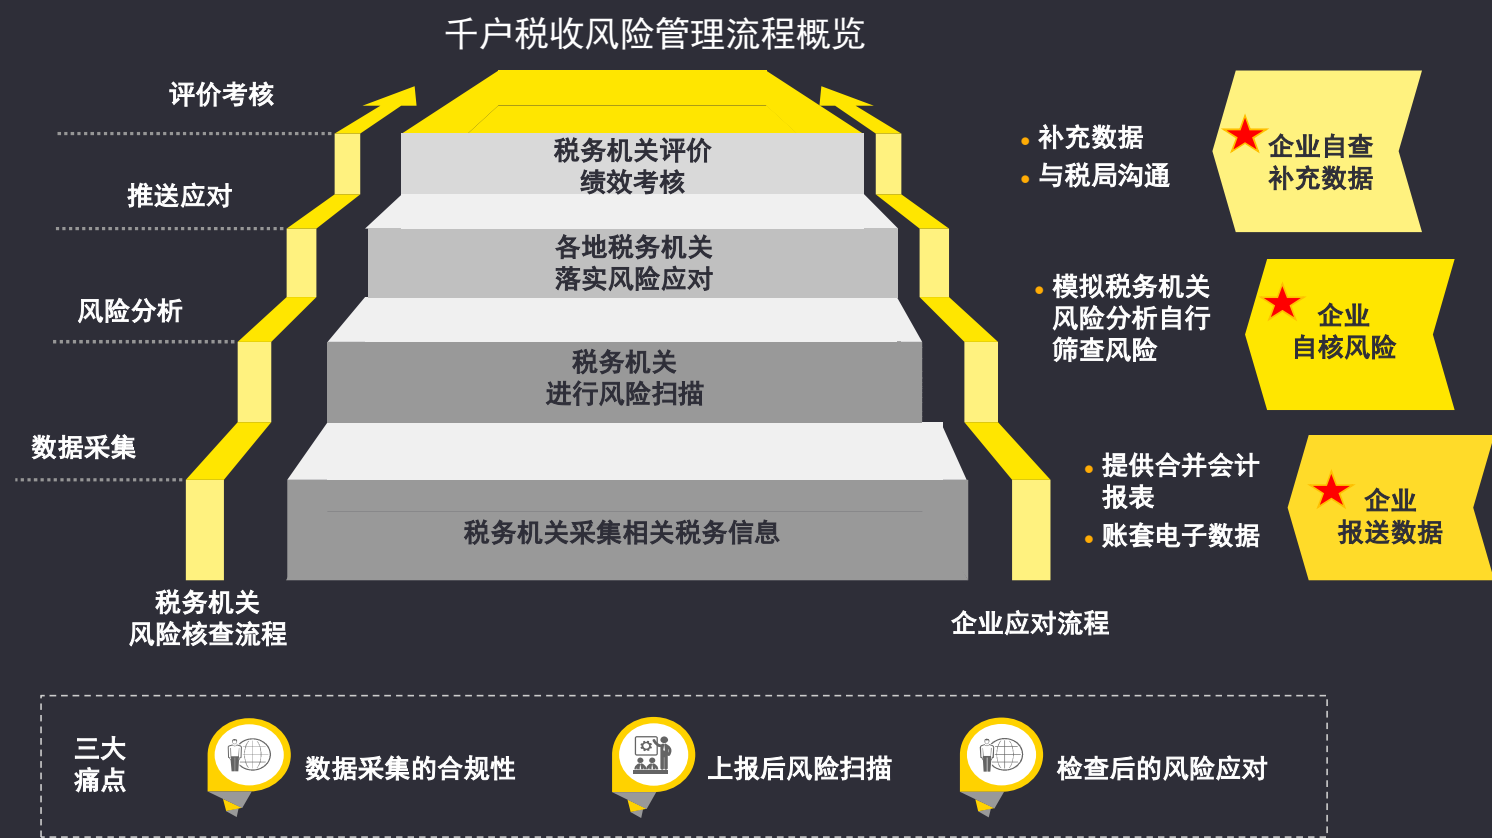 千户税收风险管理流程概览
评价考核
推送应对
风险分析
数据采集
税务机关评价
绩效考核
各地税务机关
落实风险应对
税务机关
进行风险扫描
税务机关采集相关税务信息
税务机关
风险核查流程
企业应对流程
补充数据
与税局沟通
企业自查
补充数据
模拟税务机关
风险分析自行
筛查风险
企业
自核风险
提供合并会计
报表
账套电子数据
企业
报送数据
三大
痛点
数据采集的合规性
上报后风险扫描
检查后的风险应对